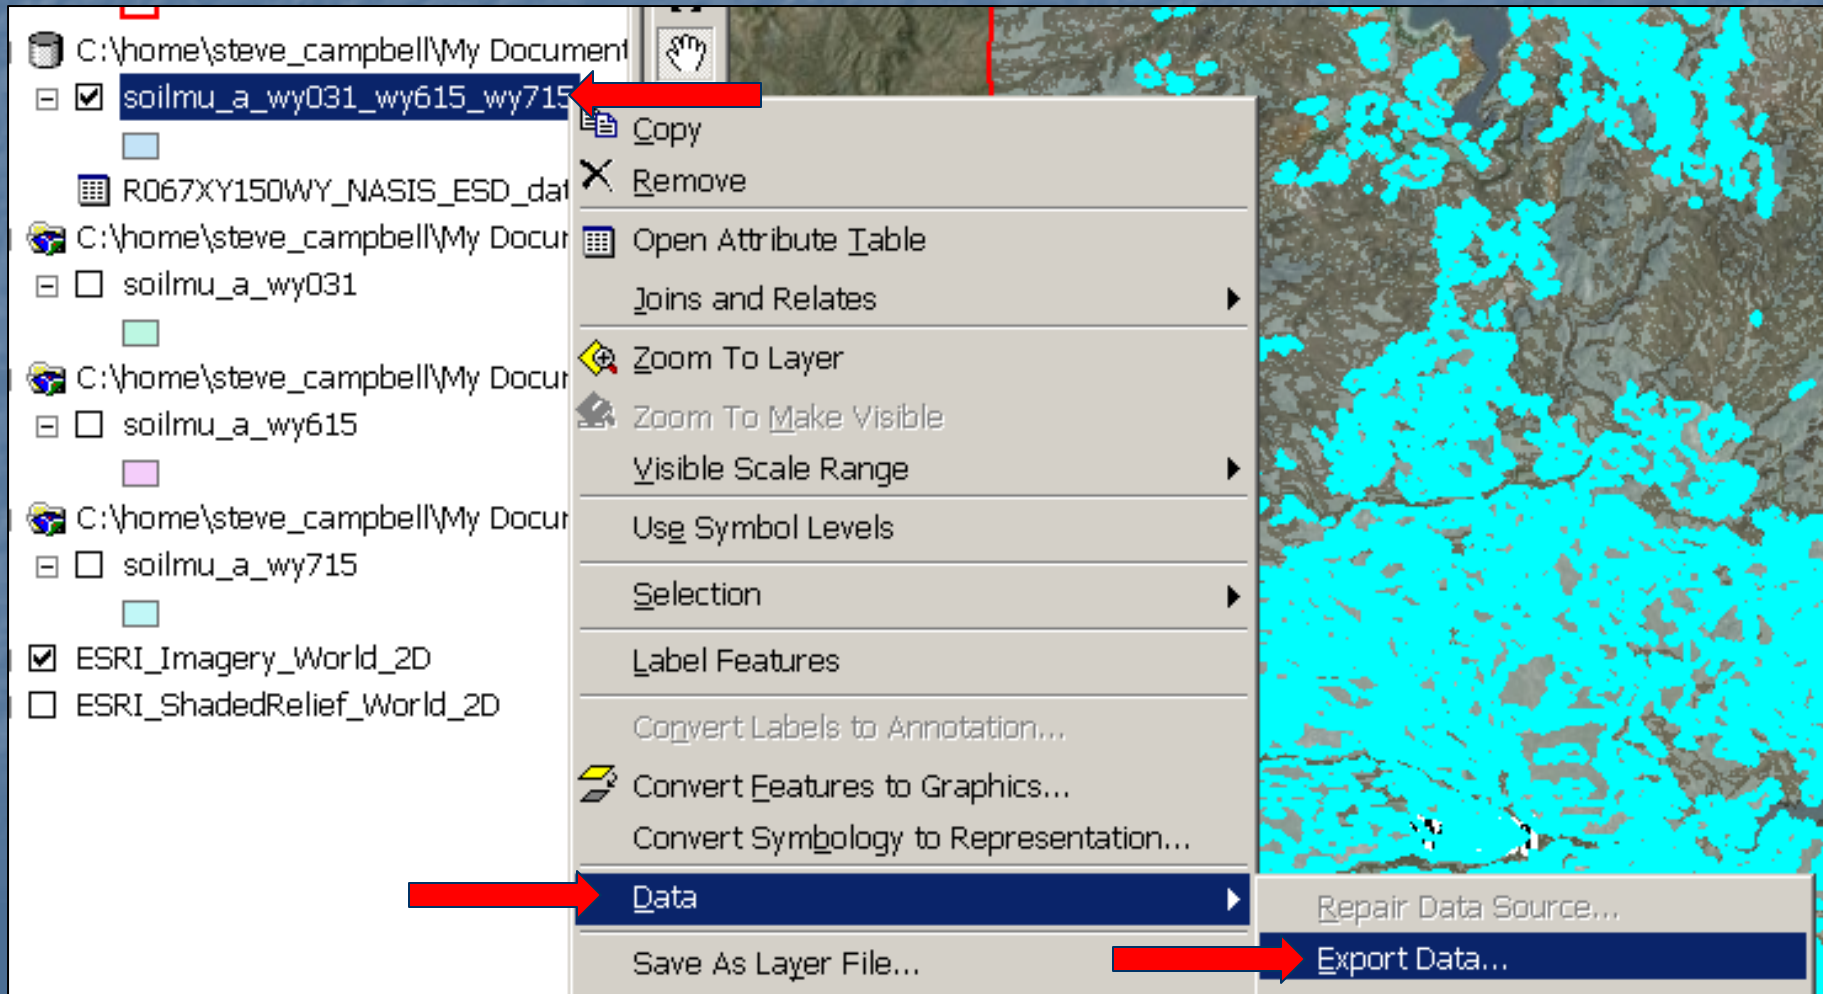 C:\home\steve_campbell\My Document
soilmu_a_wy031_wy615_wy715
R067XY150WY_NASIS_ESD_dat
C:\home\steve_campbell\My Docur
soilmu_a_wy031
C:\home\steve_campbell\My Docur
soilmu_a_wy615
C:\home\steve_campbell\My Docur
soilmu_a_wy715
ESRI_Imagery_World_2D
ESRI_ShadedRelief_World_2D
Copy
Remove
Open Attribute Table
Joins and Relates
Zoom To Layer
Zoom To Make Visible
Visible Scale Range
Use Symbol Levels
Selection
Label Features
Convert Labels to Annotation...
Convert Features to Graphics...
Convert Symbology to Representation...
Data
Save As Layer File...
Repair Data Source...
Export Data...